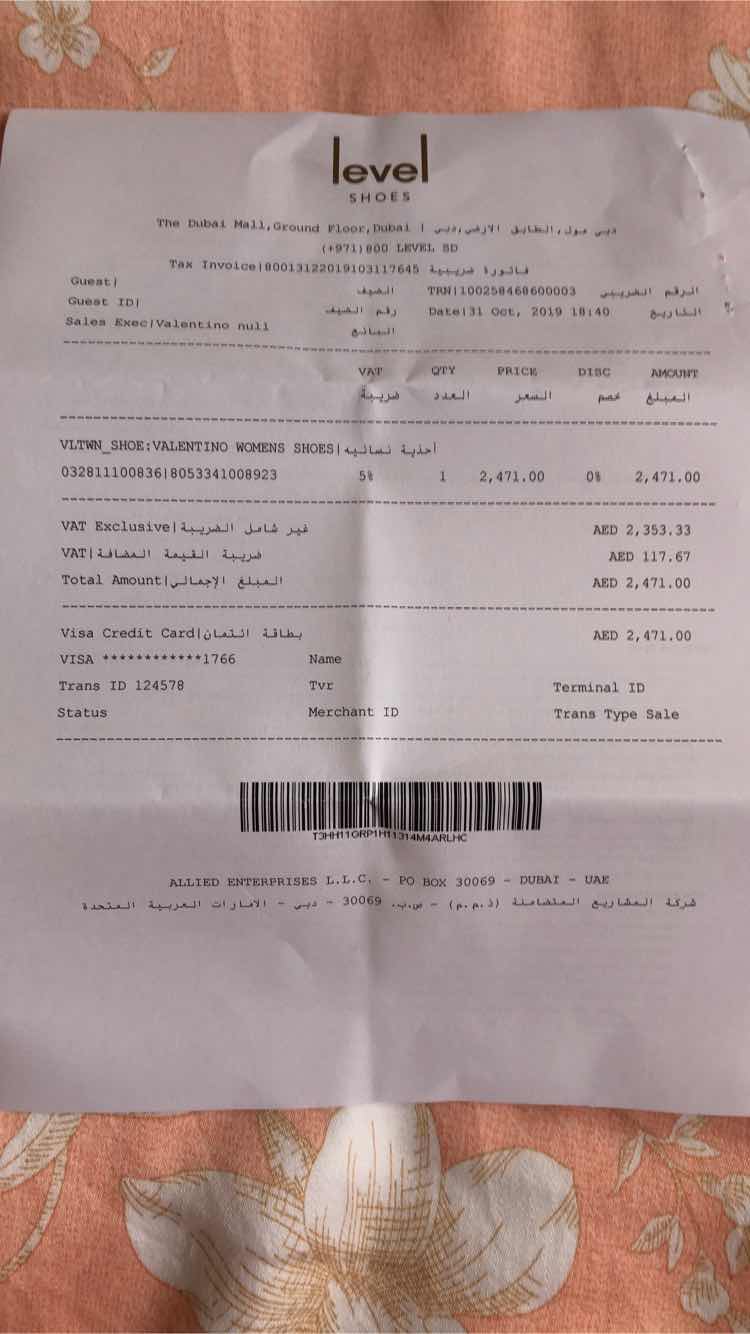 level
SHOES
The Dubai Mall,Ground Floor,Dubai | دبي مول,الطابق الارضي,دبي
(+971)800 LEVEL SD
Tax Invoice|80013122019103117645 فاتورة ضريبية
Guest| الضيف TRN|100258468600003 الرقم الضريبي
Guest ID| رقم الضيف Date|31 Oct, 2019 18:40 التاريخ
Sales Exec|Valentino null البائع
VAT QTY PRICE DISC AMOUNT
ضريبة العدد السعر خصم المبلغ
VLTWN_SHOE:VALENTINO WOMENS SHOES|أحذية نسائيه
032811100836|8053341008923 5% 1 2,471.00 0% 2,471.00
VAT Exclusive|غير شامل الضريبة AED 2,353.33
VAT|ضريبة القيمة المضافة AED 117.67
Total Amount|المبلغ الإجمالي AED 2,471.00
Visa Credit Card|بطاقة ائتمان AED 2,471.00
VISA ************1766 Name
Trans ID 124578 Tvr Terminal ID
Status Merchant ID Trans Type Sale
T3HH11GRP1H11314M4ARLHC
ALLIED ENTERPRISES L.L.C. - PO BOX 30069 - DUBAI - UAE
شركة المشاريع المتضامنة (ذ.م.م) - ص.ب. 30069 - دبي - الامارات العربية المتحدة